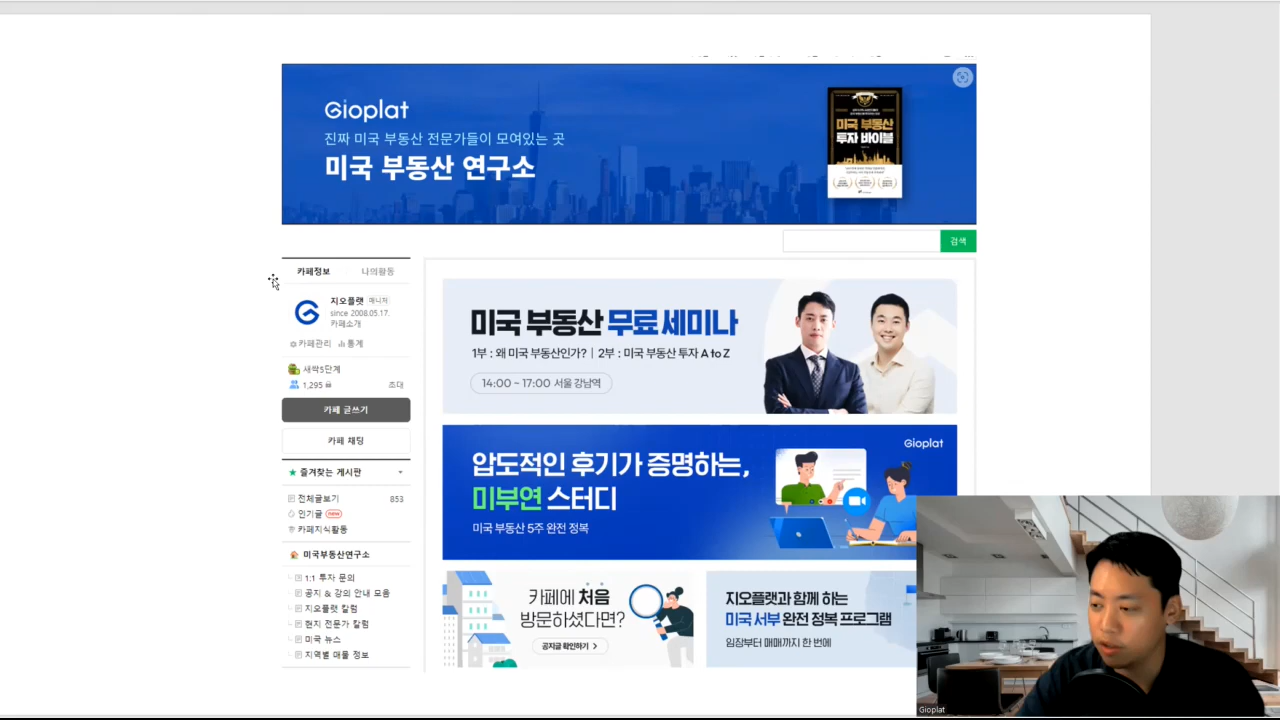 Gioplat
진짜 미국 부동산 전문가들이 모여있는 곳
미국 부동산 연구소
미국 부동산
투자 바이블
검색
카페정보 나의활동
지오플랫 매니저
since 2008.05.17.
카페소개
카페관리 통계
새싹5단계
1,295 초대
카페 글쓰기
카페 채팅
즐겨찾는 게시판
전체글보기 853
인기글 new
카페지식활동
미국부동산연구소
1:1 투자 문의
공지 & 강의 안내 모음
지오플랫 칼럼
현지 전문가 칼럼
미국 뉴스
지역별 매물 정보
미국 부동산 무료 세미나
1부 : 왜 미국 부동산인가? | 2부 : 미국 부동산 투자 A to Z
14:00 ~ 17:00 서울 강남역
Gioplat
압도적인 후기가 증명하는,
미부연 스터디
미국 부동산 5주 완전 정복
카페에 처음
방문하셨다면?
공지글 확인하기 >
지오플랫과 함께 하는
미국 서부 완전 정복 프로그램
임장부터 매매까지 한 번에
Gioplat